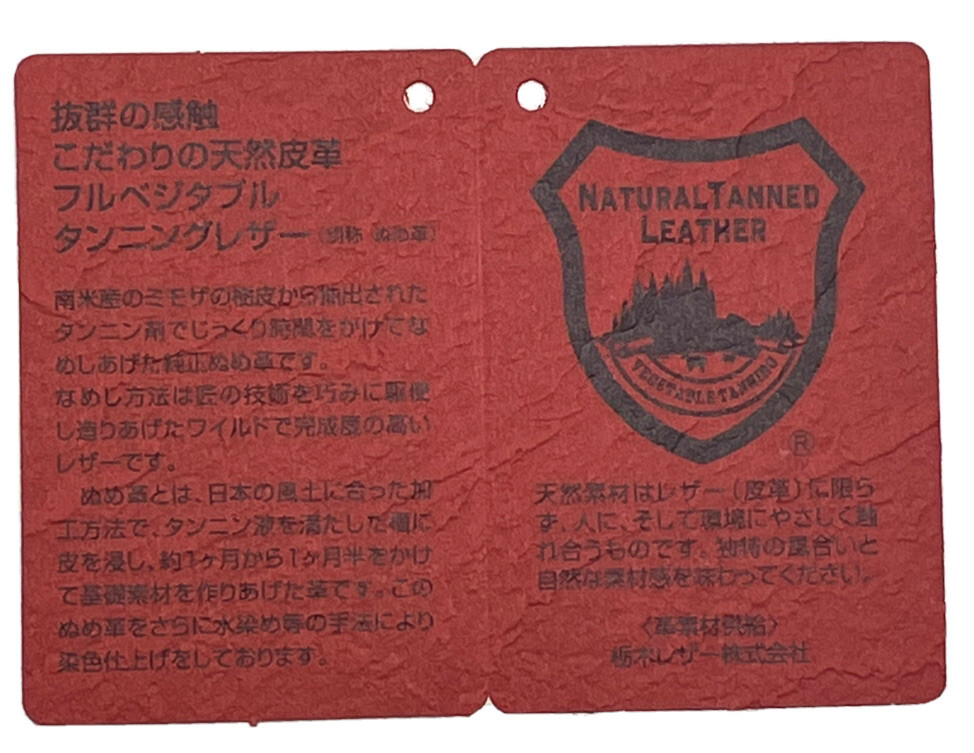 抜群の感触
こだわりの天然皮革
フルベジタブル
タンニングレザー（別称 ぬめ革）
南米産のミモザの樹皮から抽出された
タンニン剤でじっくり時間をかけてな
めしあげた純正ぬめ革です。
なめし方法は匠の技術を巧みに駆使
し造りあげたワイルドで完成度の高い
レザーです。
ぬめ革とは、日本の風土に合った加
工方法で、タンニン液を満たした槽に
皮を浸し、約1ヶ月から1ヶ月半をかけ
て基礎素材を作りあげた革です。この
ぬめ革をさらに水染め等の手法により
染色仕上げをしております。
NATURAL TANNED
LEATHER
VEGETABLE TANNING
®
天然素材はレザー（皮革）に限ら
ず、人に、そして環境にやさしく触
れ合うものです。独特の風合いと
自然な素材感を味わってください。
〈革素材供給〉
栃木レザー株式会社